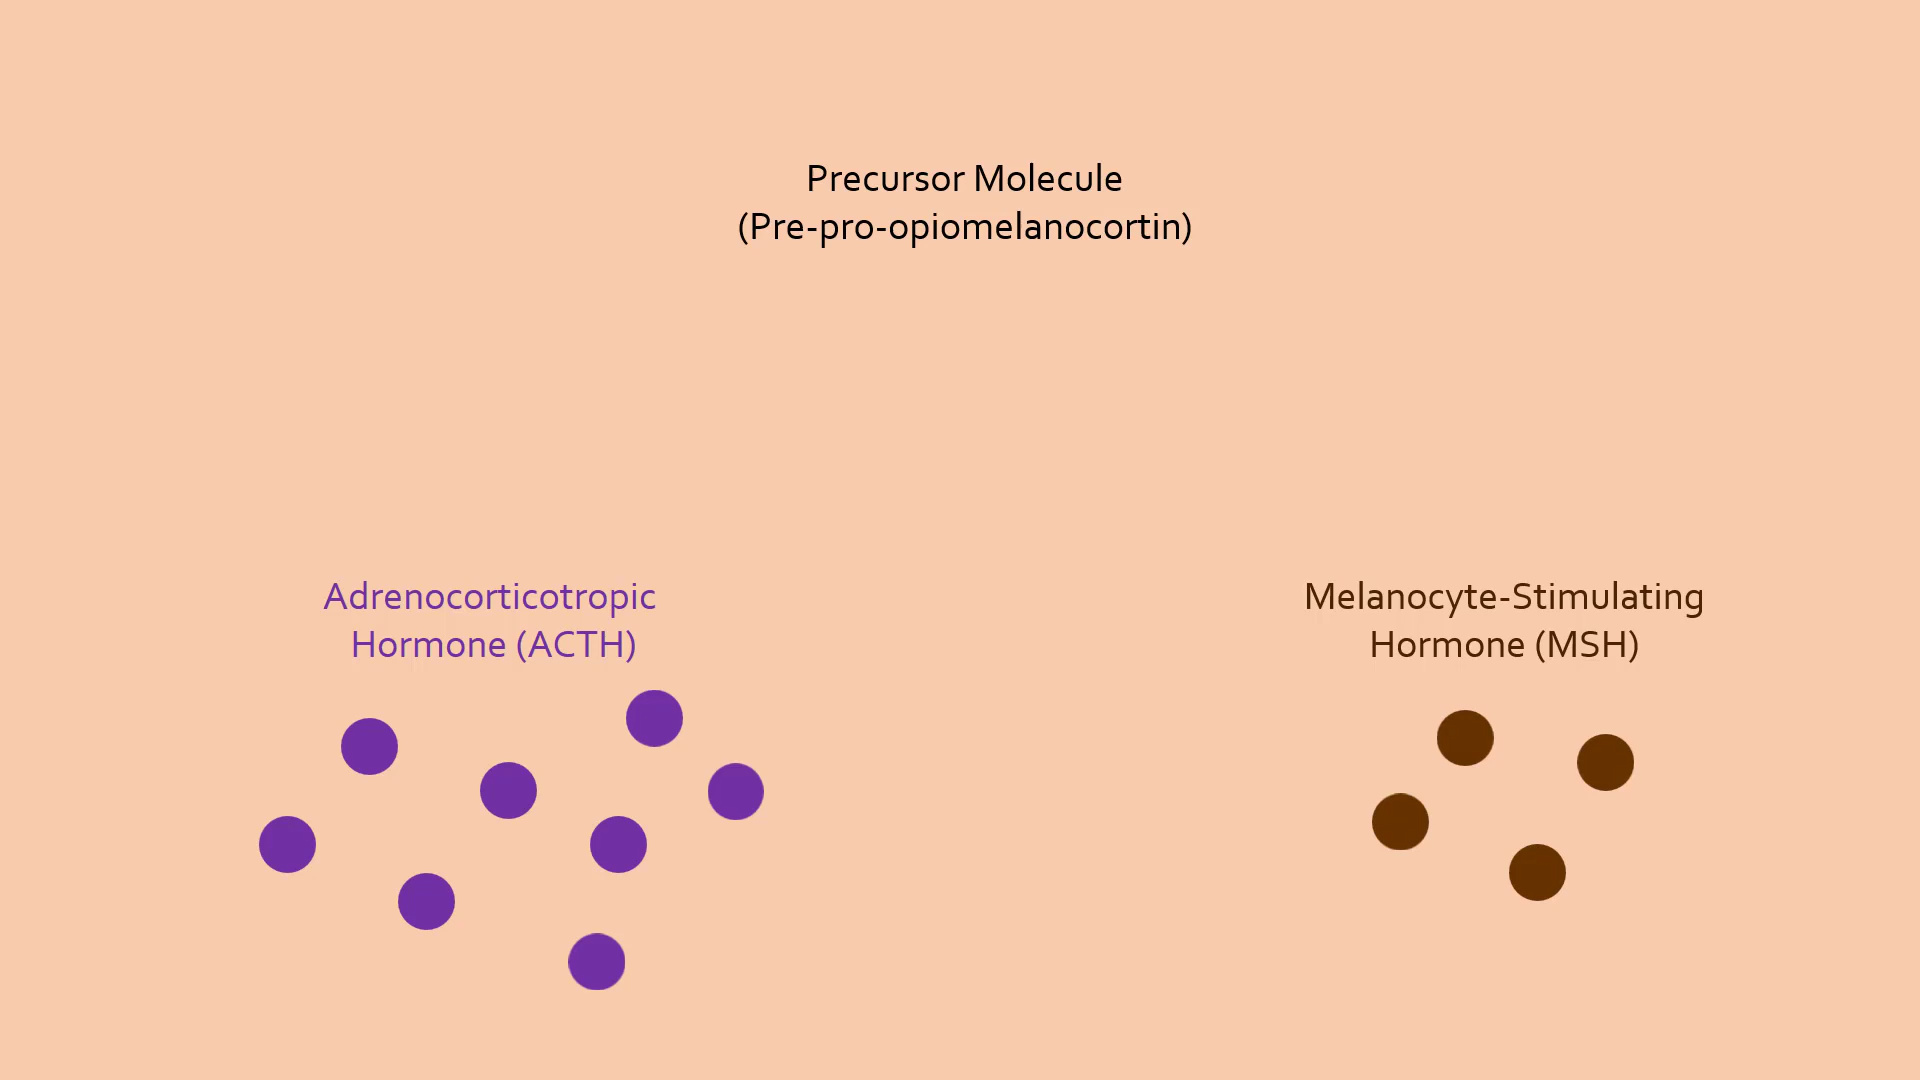 Precursor Molecule
(Pre-pro-opiomelanocortin)
Adrenocorticotropic
Hormone (ACTH)
Melanocyte-Stimulating
Hormone (MSH)